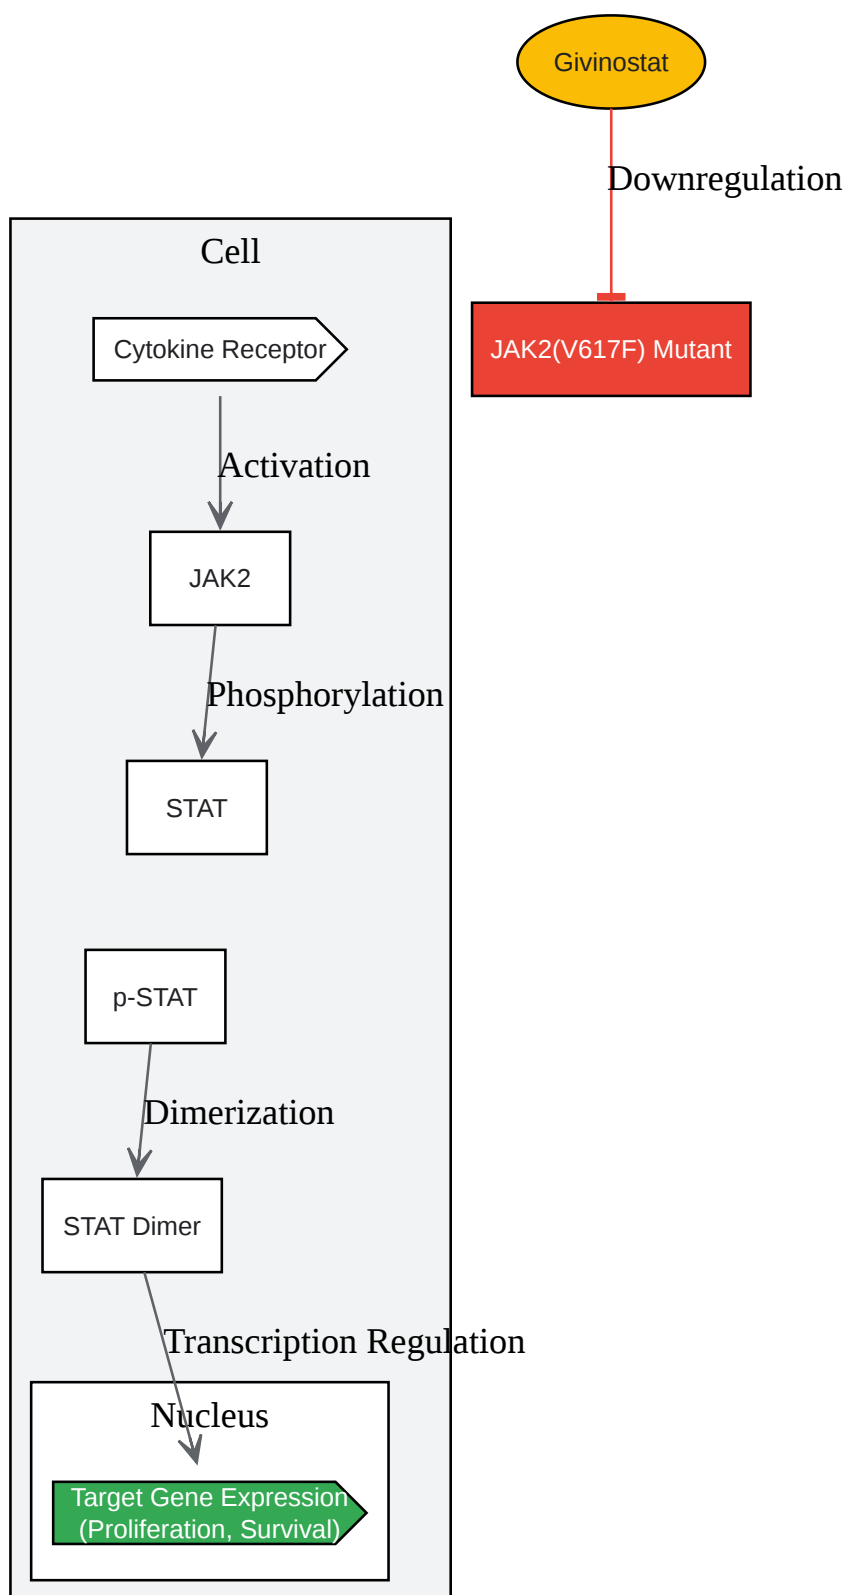 Givinostat
Downregulation
Cell
Cytokine Receptor
JAK2(V617F) Mutant
Activation
JAK2
Phosphorylation
STAT
p-STAT
Dimerization
STAT Dimer
Transcription Regulation
Nucleus
Target Gene Expression
(Proliferation, Survival)